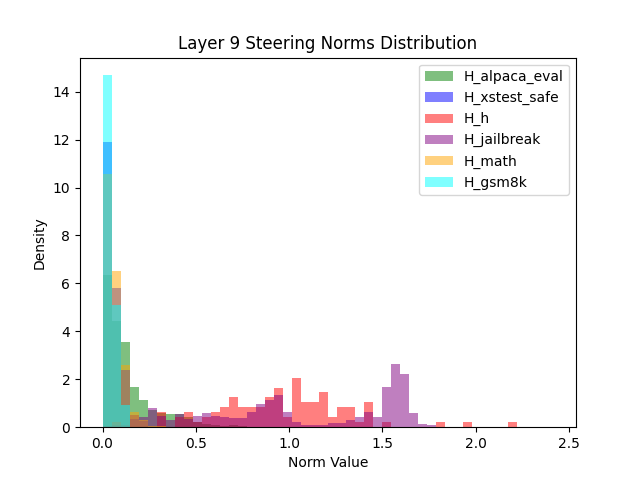 Layer 9 Steering Norms Distribution
H_alpaca_eval
H_xstest_safe
H_h
H_jailbreak
H_math
H_gsm8k
Density
14
12
10
8
6
4
2
0
0.0 0.5 1.0 1.5 2.0 2.5
Norm Value